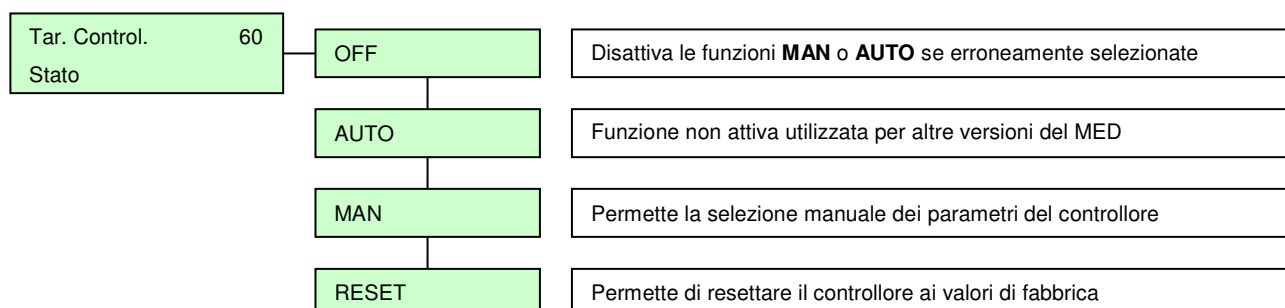 Tar. Control. 60
Stato
OFF
Disattiva le funzioni MAN o AUTO se erroneamente selezionate
AUTO
Funzione non attiva utilizzata per altre versioni del MED
MAN
Permette la selezione manuale dei parametri del controllore
RESET
Permette di resettare il controllore ai valori di fabbrica